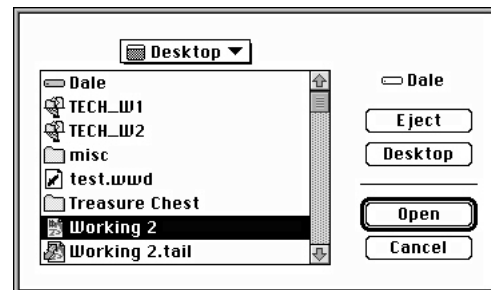 Desktop
Dale
TECH_W1
TECH_W2
misc
test.wwd
Treasure Chest
Working 2
Working 2.tail
Dale
Eject
Desktop
Open
Cancel